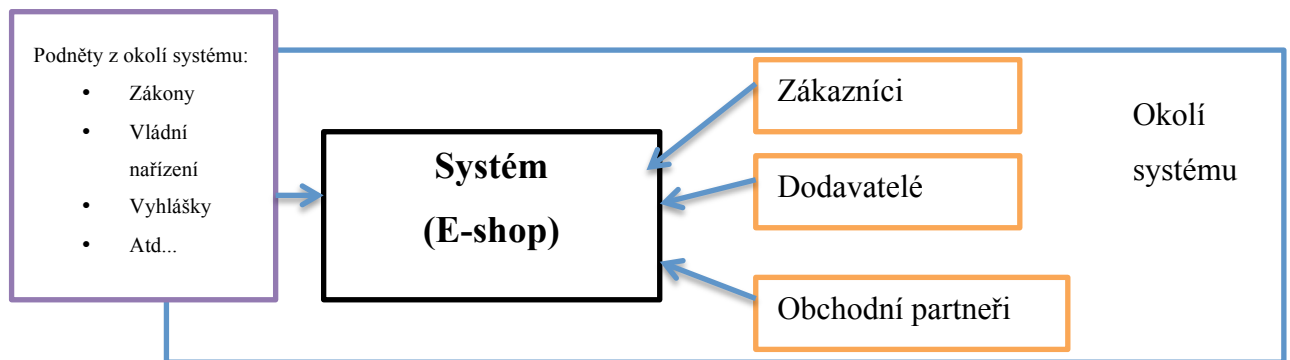 Podněty z okolí systému:
• Zákony
• Vládní
nařízení
• Vyhlášky
• Atd...
Systém
(E-shop)
Zákazníci
Dodavatelé
Obchodní partneři
Okolí
systému